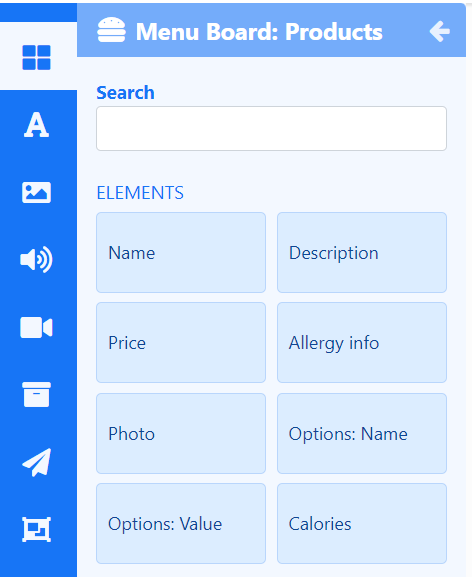 Menu Board: Products
Search
ELEMENTS
Name
Description
Price
Allergy info
Photo
Options: Name
Options: Value
Calories